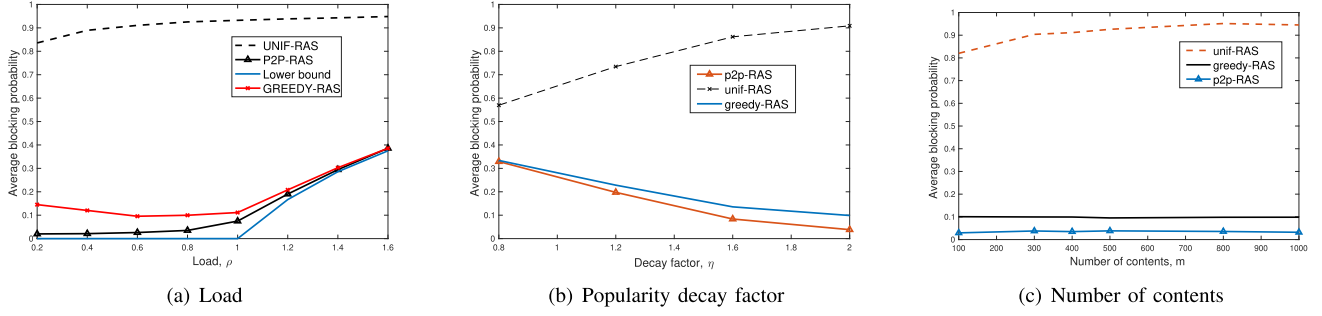 Average blocking probability
1
0.9
0.8
0.7
0.6
0.5
0.4
0.3
0.2
0.1
0
UNIF-RAS
P2P-RAS
Lower bound
GREEDY-RAS
0.2 0.4 0.6 0.8 1 1.2 1.4 1.6
Load, ρ
(a) Load
Average blocking probability
1
0.9
0.8
0.7
0.6
0.5
0.4
0.3
0.2
0.1
0
p2p-RAS
unif-RAS
greedy-RAS
0.8 1 1.2 1.4 1.6 1.8 2
Decay factor, η
(b) Popularity decay factor
Average blocking probability
1
0.9
0.8
0.7
0.6
0.5
0.4
0.3
0.2
0.1
0
unif-RAS
greedy-RAS
p2p-RAS
100 200 300 400 500 600 700 800 900 1000
Number of contents, m
(c) Number of contents